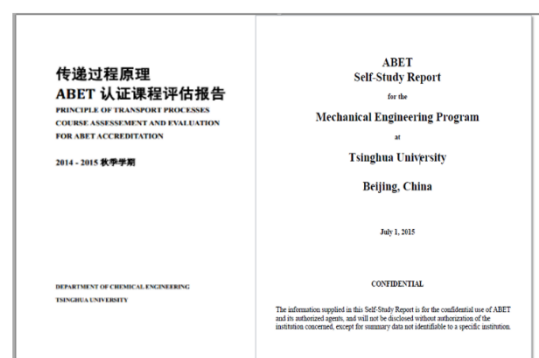 传递过程原理
ABET 认证课程评估报告
PRINCIPLE OF TRANSPORT PROCESSES
COURSE ASSESSEMENT AND EVALUATION
FOR ABET ACCREDITATION
2014 - 2015 秋季学期
DEPARTMENT OF CHEMICAL ENGINEERING
TSINGHUA UNIVERSITY
ABET
Self-Study Report
for the
Mechanical Engineering Program
at
Tsinghua University
Beijing, China
July 1, 2015
CONFIDENTIAL
The information supplied in this Self-Study Report is for the confidential use of ABET
and its authorized agents, and will not be disclosed without authorization of the
institution concerned, except for summary data not identifiable to a specific institution.